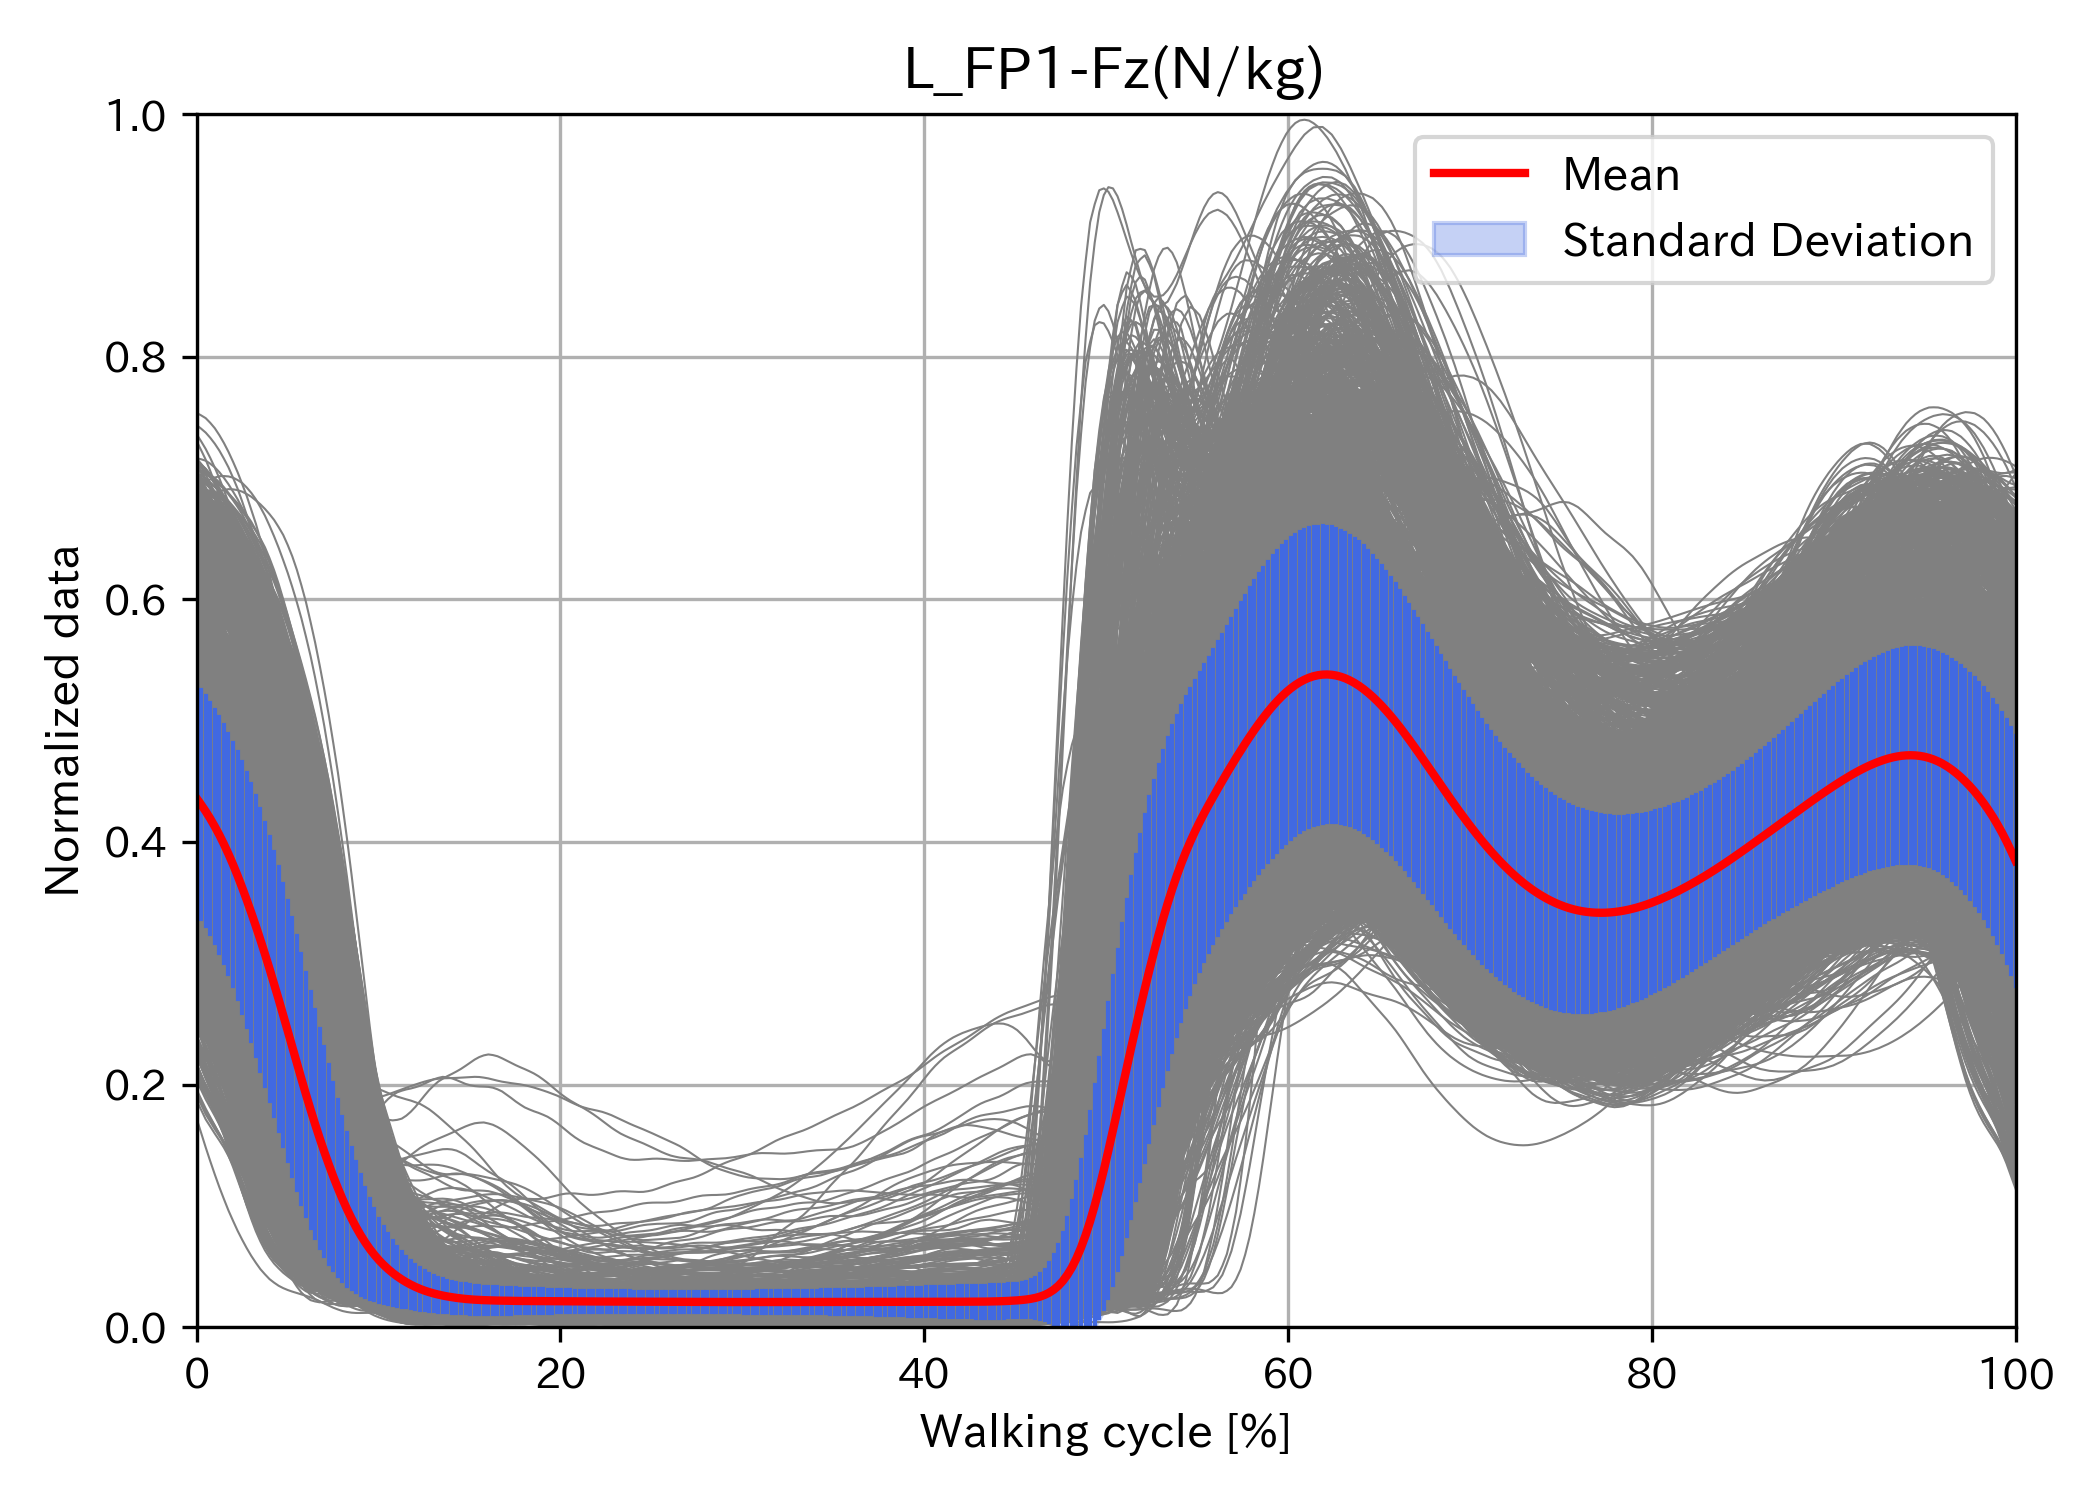 L_FP1-Fz(N/kg)
Mean
Standard Deviation
Normalized data
1.0
0.8
0.6
0.4
0.2
0.0
0 20 40 60 80 100
Walking cycle [%]